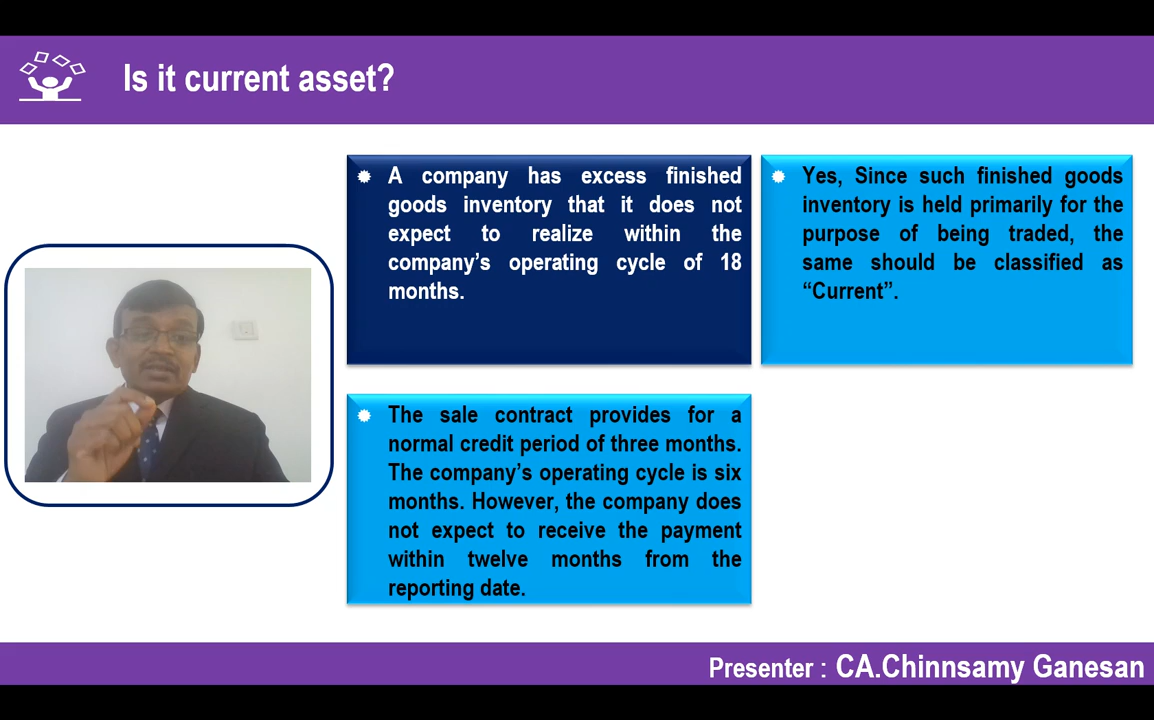 Is it current asset?
A company has excess finished
goods inventory that it does not
expect to realize within the
company’s operating cycle of 18
months.
Yes, Since such finished goods
inventory is held primarily for the
purpose of being traded, the
same should be classified as
“Current”.
The sale contract provides for a
normal credit period of three months.
The company’s operating cycle is six
months. However, the company does
not expect to receive the payment
within twelve months from the
reporting date.
Presenter : CA.Chinnsamy Ganesan